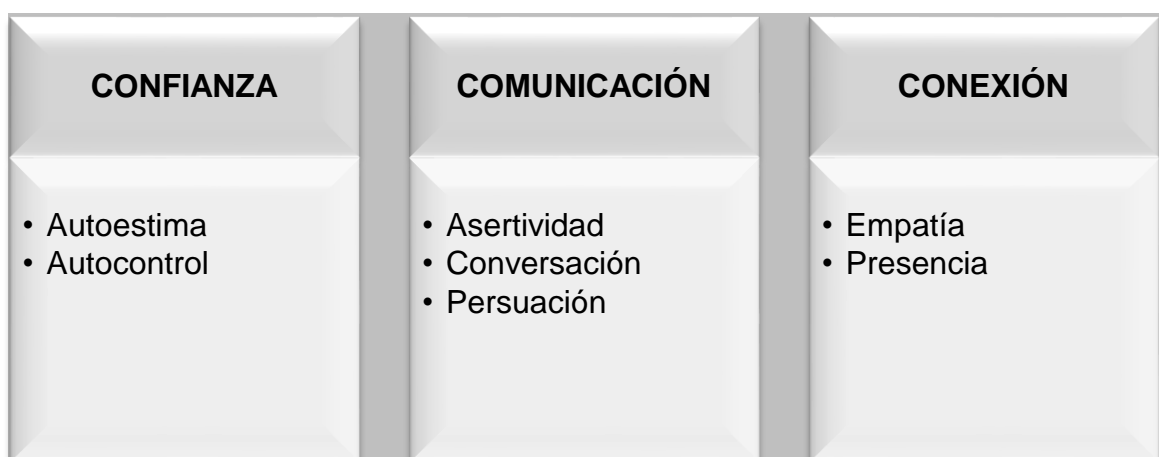 CONFIANZA
• Autoestima
• Autocontrol
COMUNICACIÓN
• Asertividad
• Conversación
• Persuación
CONEXIÓN
• Empatía
• Presencia